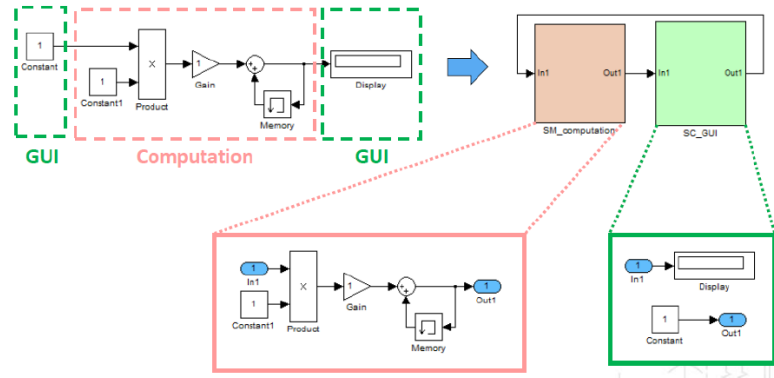 1
Constant
1
Constant1
X
Product
1
Gain
+
+
Memory
Display
GUI
Computation
GUI
In1
Out1
SM_computation
In1
Out1
SC_GUI
1
In1
1
Constant1
X
Product
1
Gain
+
+
Memory
1
Out1
1
In1
Display
1
Constant
1
Out1